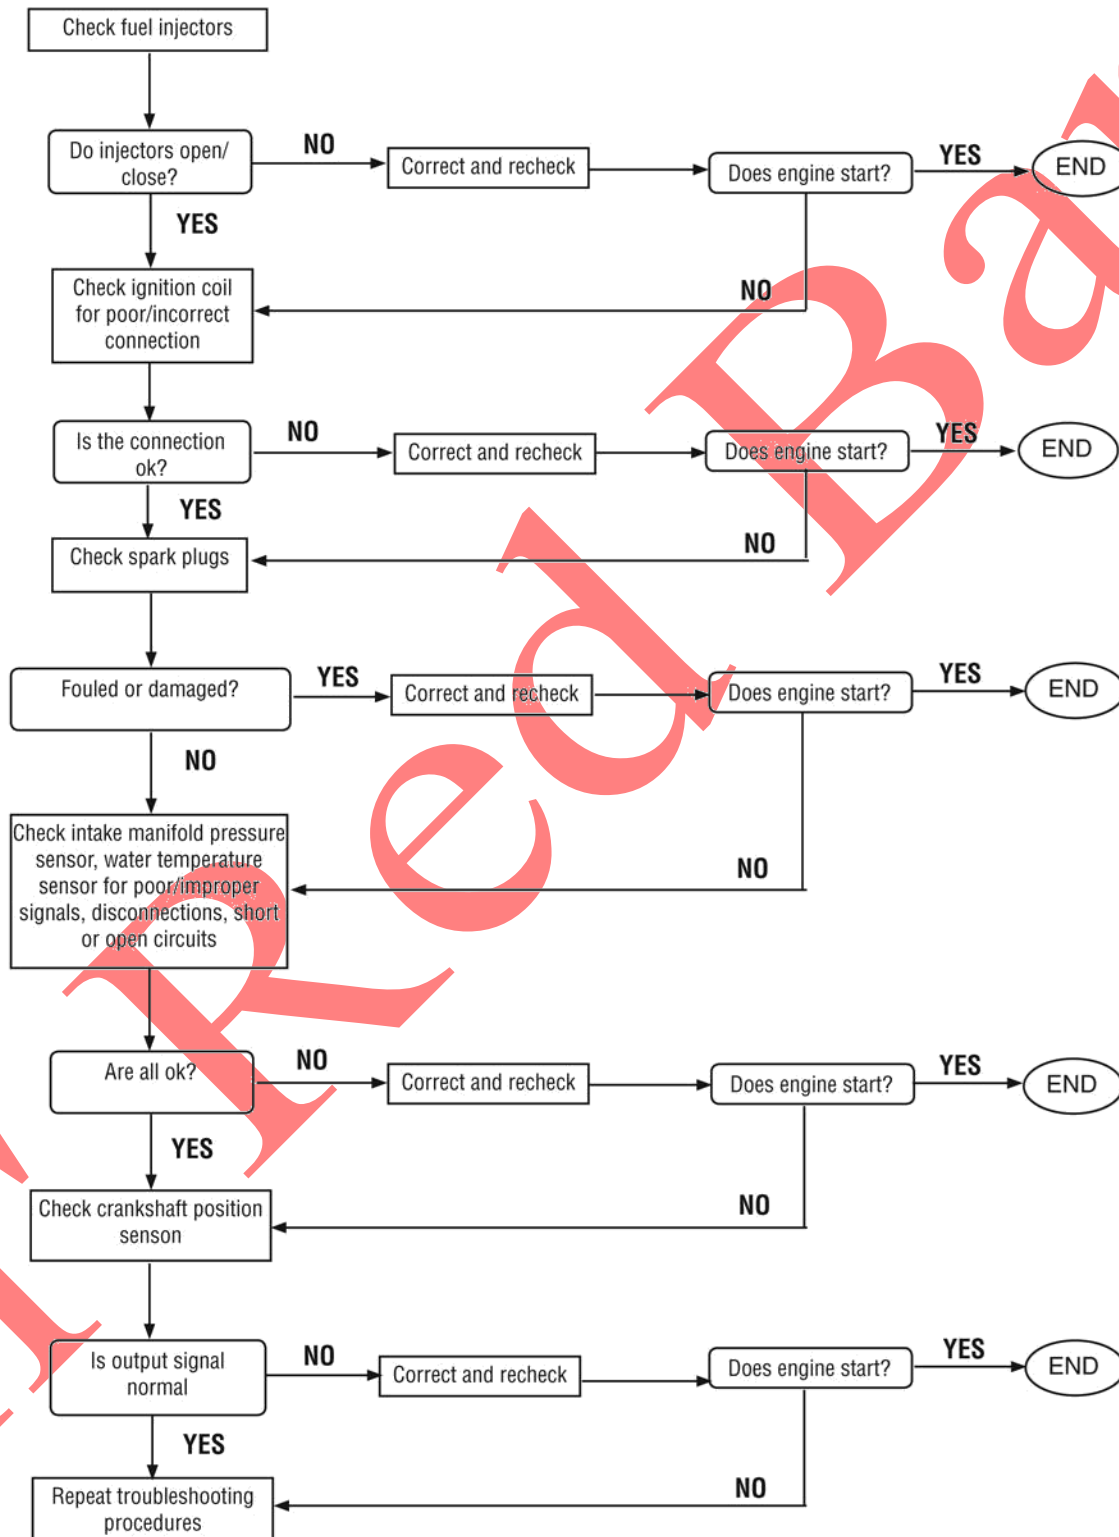 Check fuel injectors
Do injectors open/
close?
NO
Correct and recheck
Does engine start?
YES
END
YES
NO
Check ignition coil
for poor/incorrect
connection
Is the connection
ok?
NO
Correct and recheck
Does engine start?
YES
END
YES
NO
Check spark plugs
Fouled or damaged?
YES
Correct and recheck
Does engine start?
YES
END
NO
NO
Check intake manifold pressure
sensor, water temperature
sensor for poor/improper
signals, disconnections, short
or open circuits
Are all ok?
NO
Correct and recheck
Does engine start?
YES
END
YES
NO
Check crankshaft position
senson
Is output signal
normal
NO
Correct and recheck
Does engine start?
YES
END
YES
NO
Repeat troubleshooting
procedures
Red Ba